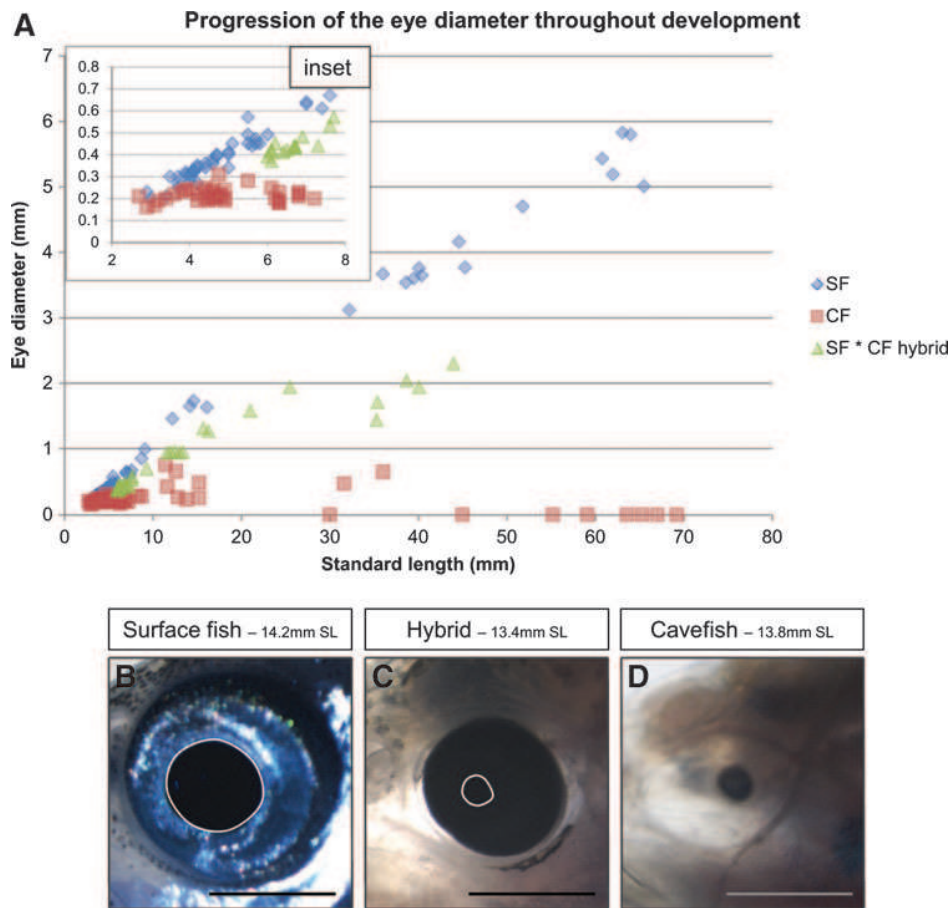 A
Progression of the eye diameter throughout development
7
6
5
4
3
2
1
0
Eye diameter (mm)
inset
0.8
0.7
0.6
0.5
0.4
0.3
0.2
0.1
0
2 4 6 8
0 10 20 30 40 50 60 70 80
Standard length (mm)
SF
CF
SF * CF hybrid
Surface fish – 14.2mm SL
Hybrid – 13.4mm SL
Cavefish – 13.8mm SL
B
C
D